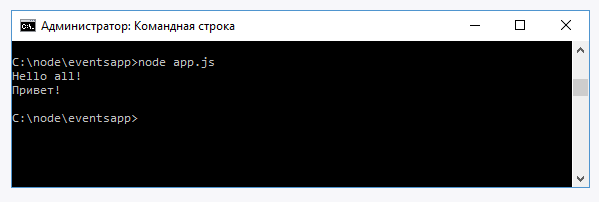 Администратор: Командная строка
C:\node\eventsapp>node app.js
Hello all!
Привет!
C:\node\eventsapp>